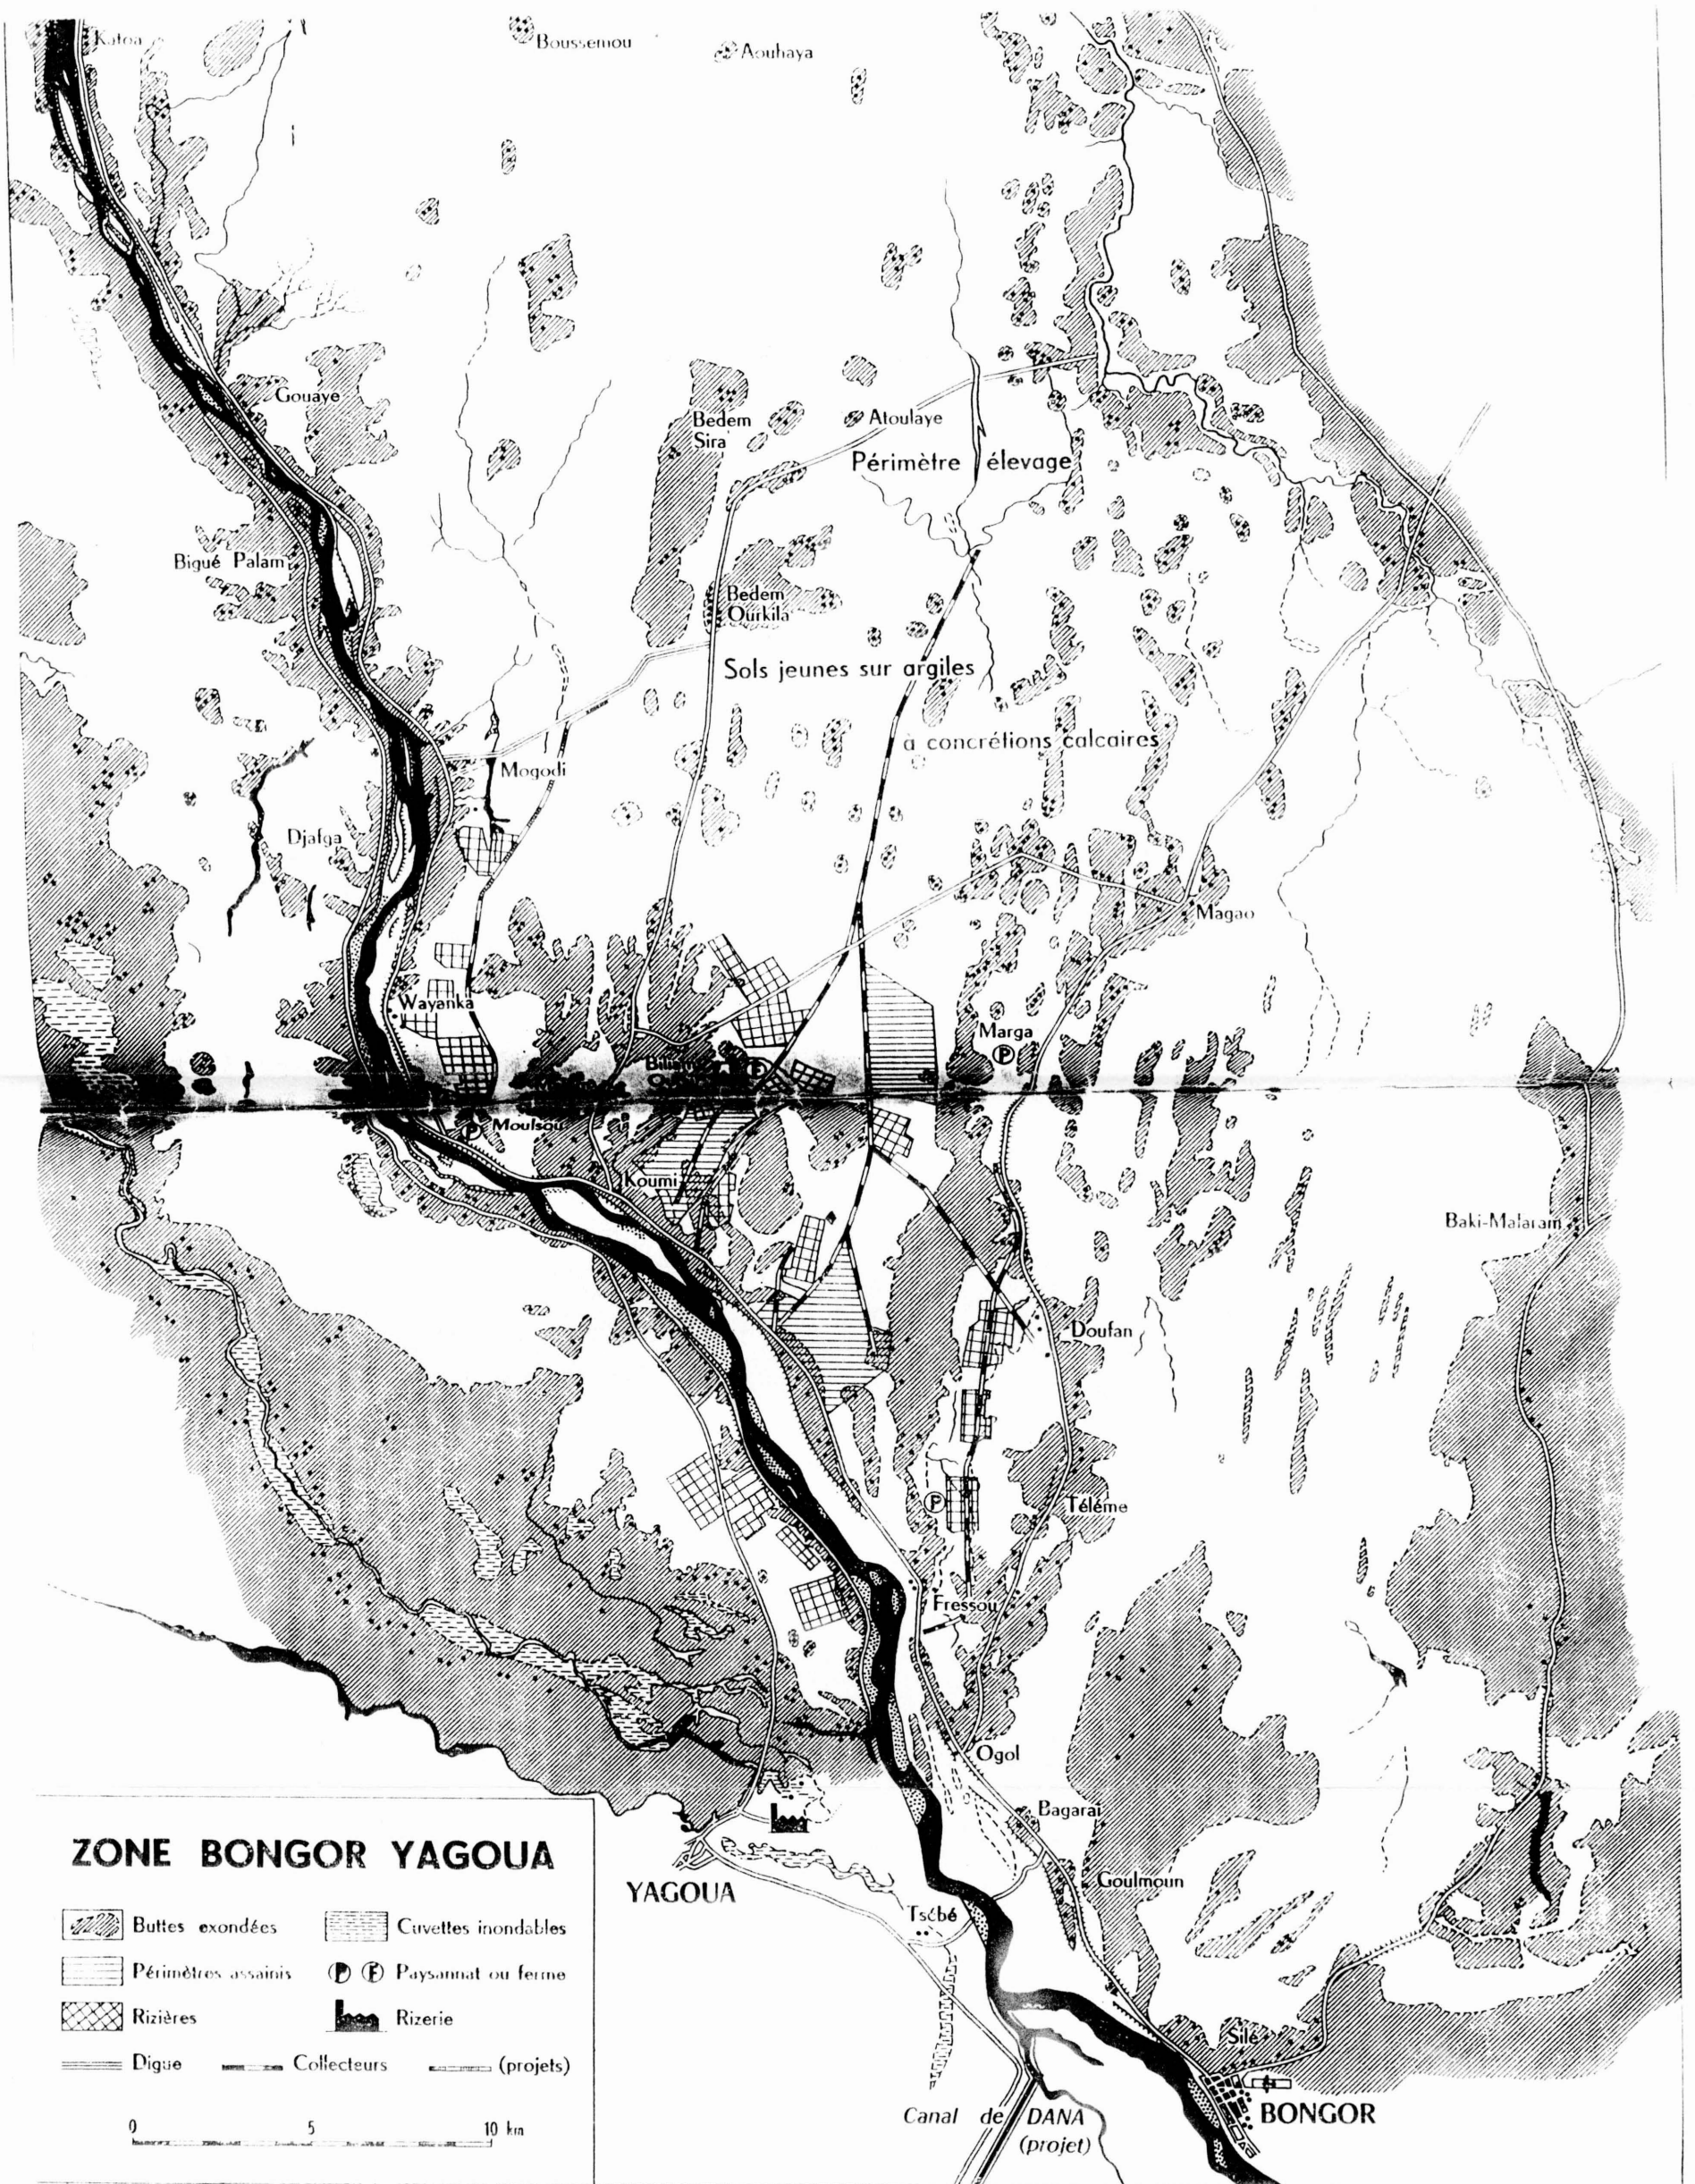 Katoa
Boussemou
Aouhaya
Gouaye
Bedem
Sira
Atoulaye
Périmètre élevage
Bigué Palam
Bedem
Ourkila
Sols jeunes sur argiles
à concrétions calcaires
Mogodi
Djafga
Magao
Wayanka
Marga
P
F
P
Moulsou
Koumi
Baki-Malaram
Doufan
P
Téléme
Fressou
Ogol
Bagarai
Goulmoun
YAGOUA
Tsébé
Silé
BONGOR
Canal de DANA
(projet)
ZONE BONGOR YAGOUA
Buttes exondées
Cuvettes inondables
Périmètres assainis
P F Paysannat ou ferme
Rizières
Rizerie
Digue
Collecteurs
(projets)
0 5 10 km